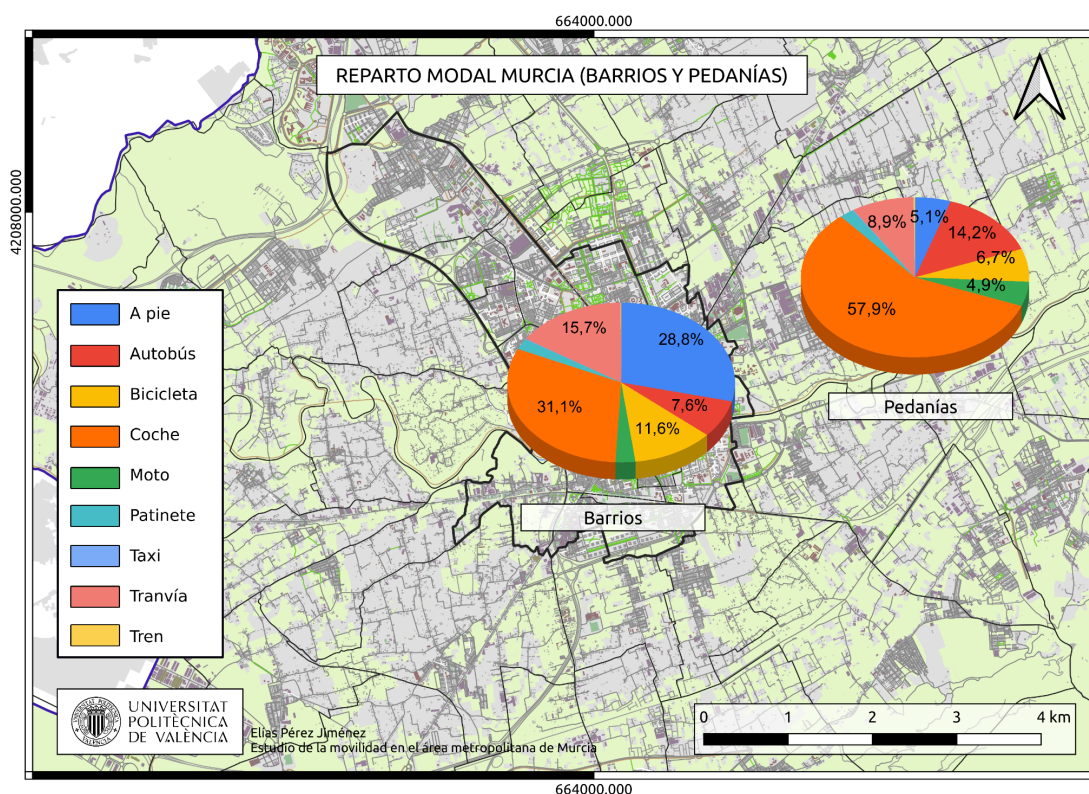 664000.000
REPARTO MODAL MURCIA (BARRIOS Y PEDANÍAS)
4208000.000
8,9%
5,1%
14,2%
6,7%
4,9%
57,9%
Pedanías
15,7%
28,8%
31,1%
7,6%
11,6%
Barrios
A pie
Autobús
Bicicleta
Coche
Moto
Patinete
Taxi
Tranvía
Tren
UNIVERSITAT
POLITÈCNICA
DE VALÈNCIA
Elías Pérez Jiménez
Estudio de la movilidad en el área metropolitana de Murcia
0 1 2 3 4 km
664000.000